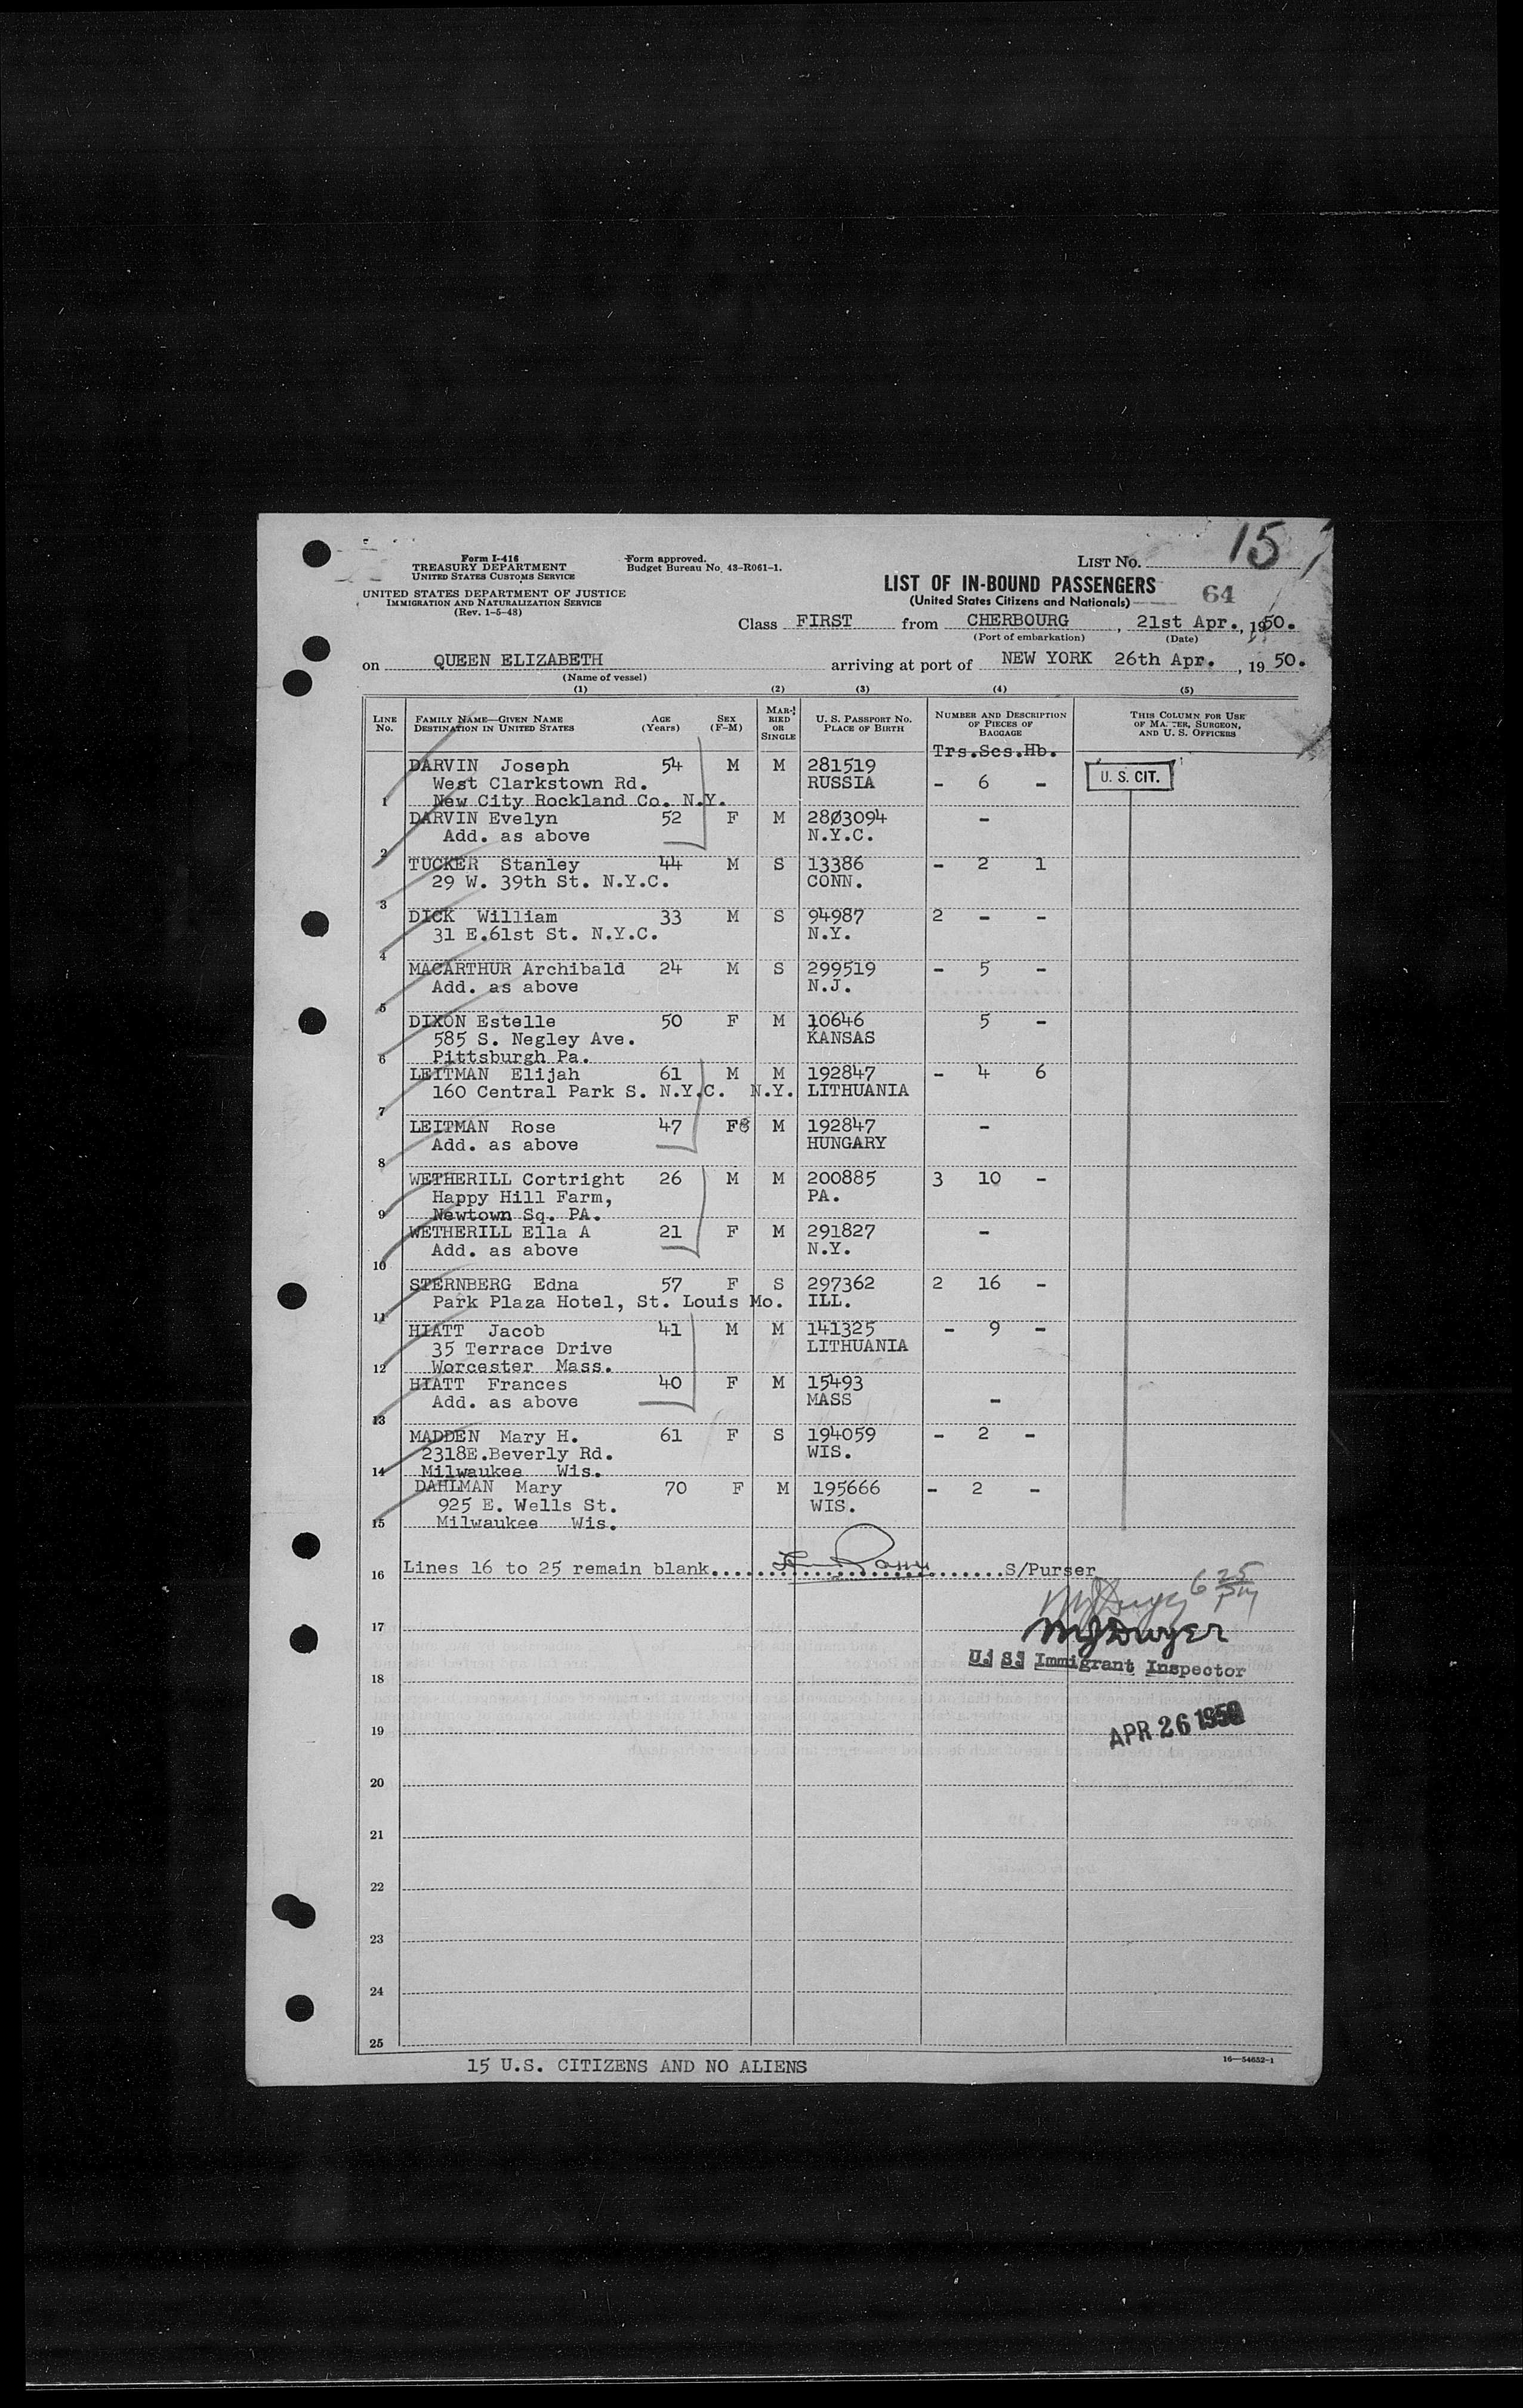 Form I-416
TREASURY DEPARTMENT
UNITED STATES CUSTOMS SERVICE
UNITED STATES DEPARTMENT OF JUSTICE
IMMIGRATION AND NATURALIZATION SERVICE
(Rev. 1-5-48)
Form approved.
Budget Bureau No. 43-R061-1.
LIST NO. 15
LIST OF IN-BOUND PASSENGERS
(United States Citizens and Nationals)
64
Class FIRST from CHERBOURG, 21st Apr., 1950.
(Port of embarkation) (Date)
on QUEEN ELIZABETH arriving at port of NEW YORK 26th Apr., 1950.
(Name of vessel)
(1) (2) (3) (4) (5)
LINE NO. FAMILY NAME—GIVEN NAME DESTINATION IN UNITED STATES AGE (Years) SEX (F-M) MARRIED OR SINGLE U. S. PASSPORT NO. PLACE OF BIRTH NUMBER AND DESCRIPTION OF PIECES OF BAGGAGE THIS COLUMN FOR USE OF MASTER, SURGEON, AND U. S. OFFICERS
Trs.Scs.Hb.
DARVIN Joseph 54 M M 281519
West Clarkstown Rd. RUSSIA - 6 - U. S. CIT.
1 New City Rockland Co. N.Y.
DARVIN Evelyn 52 F M 2803094 -
Add. as above N.Y.C.
2
TUCKER Stanley 44 M S 13386 - 2 1
29 W. 39th St. N.Y.C. CONN.
3
DICK William 33 M S 94987 2 - -
31 E.61st St. N.Y.C. N.Y.
4
MACARTHUR Archibald 24 M S 299519 - 5 -
Add. as above N.J.
5
DIXON Estelle 50 F M 10646 5 -
585 S. Negley Ave. KANSAS
6 Pittsburgh Pa.
LEITMAN Elijah 61 M M 192847 - 4 6
160 Central Park S. N.Y.C. N.Y. LITHUANIA
7
LEITMAN Rose 47 F M 192847 -
Add. as above HUNGARY
8
WETHERILL Cortright 26 M M 200885 3 10 -
Happy Hill Farm, PA.
9 Newtown Sq. PA.
WETHERILL Ella A 21 F M 291827 -
Add. as above N.Y.
10
STERNBERG Edna 57 F S 297362 2 16 -
Park Plaza Hotel, St. Louis Mo. ILL.
11
HIATT Jacob 41 M M 141325 - 9 -
35 Terrace Drive LITHUANIA
12 Worcester Mass.
HIATT Frances 40 F M 15493
Add. as above MASS -
13
MADDEN Mary H. 61 F S 194059 - 2 -
2318E.Beverly Rd. WIS.
14 Milwaukee Wis.
DAHLMAN Mary 70 F M 195666 - 2 -
925 E. Wells St. WIS.
15 Milwaukee Wis.
16 Lines 16 to 25 remain blank..............................S/Purser
6 25 PM
MJ Dwyer
17 MJ Dwyer
U. S. Immigrant Inspector
18
APR 26 1950
19
20
21
22
23
24
25
15 U.S. CITIZENS AND NO ALIENS
16—54652-1